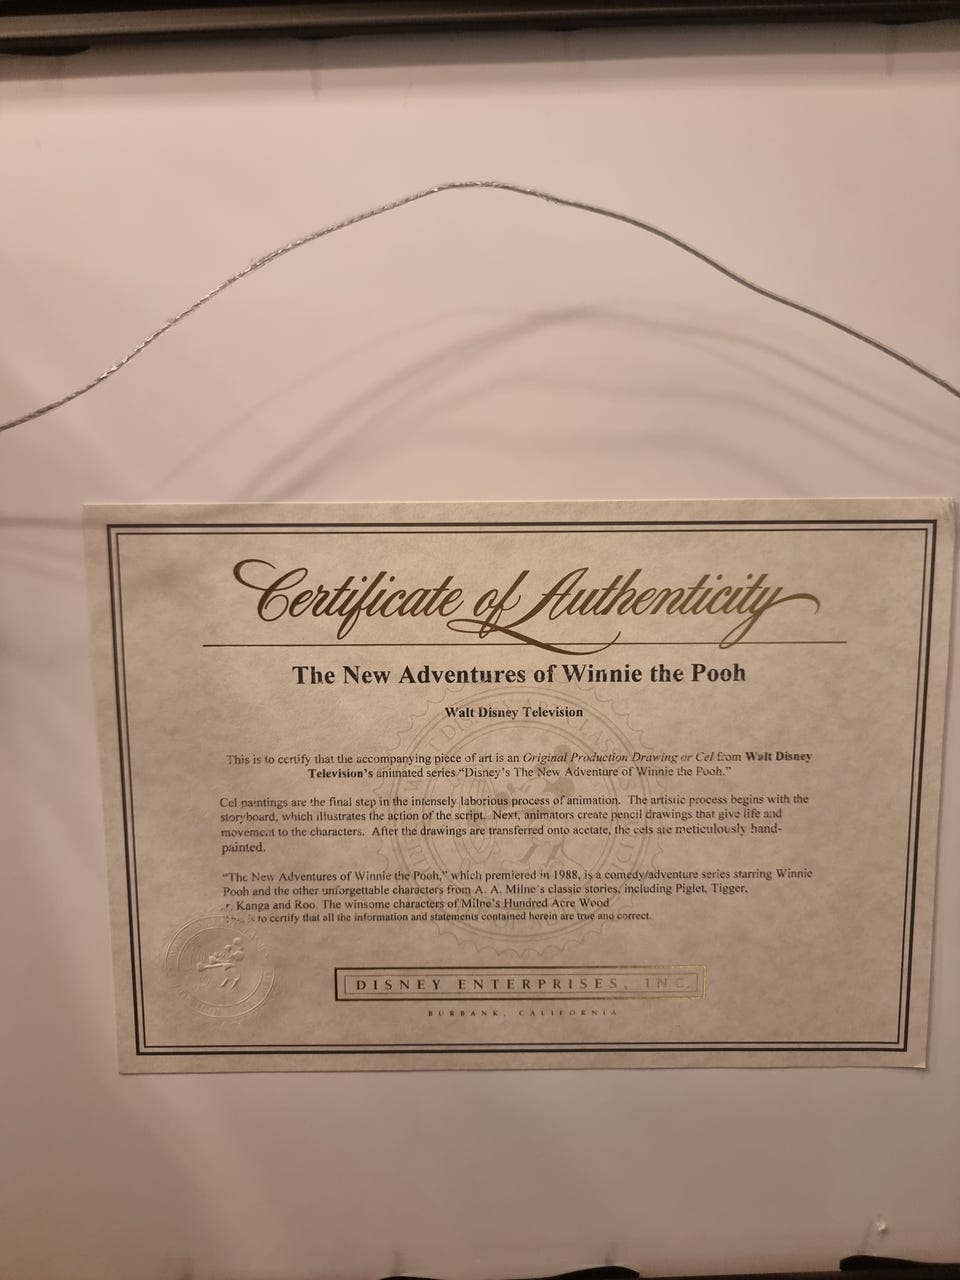 Certificate of Authenticity
The New Adventures of Winnie the Pooh
Walt Disney Television
This is to certify that the accompanying piece of art is an Original Production Drawing or Cel from Walt Disney
Television's animated series “Disney's The New Adventure of Winnie the Pooh.”
Cel paintings are the final step in the intensely laborious process of animation. The artistic process begins with the
storyboard, which illustrates the action of the script. Next, animators create pencil drawings that give life and
movement to the characters. After the drawings are transferred onto acetate, the cels are meticulously hand-
painted.
“The New Adventures of Winnie the Pooh,” which premiered in 1988, is a comedy/adventure series starring Winnie
Pooh and the other unforgettable characters from A. A. Milne's classic stories, including Piglet, Tigger,
r, Kanga and Roo. The winsome characters of Milne's Hundred Acre Wood
is to certify that all the information and statements contained herein are true and correct.
DISNEY ENTERPRISES, INC.
BURBANK, CALIFORNIA